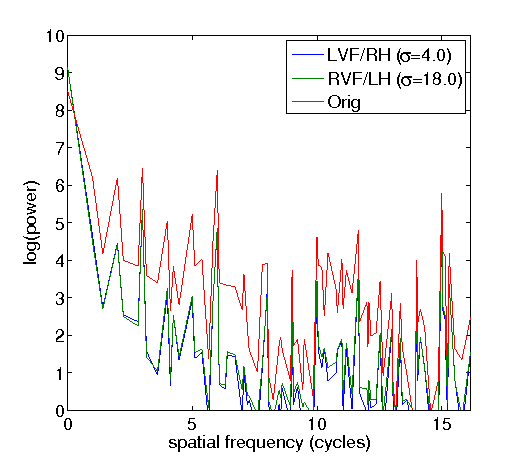 10
9
8
7
6
5
4
3
2
1
0
log(power)
LVF/RH (σ=4.0)
RVF/LH (σ=18.0)
Orig
0 5 10 15
spatial frequency (cycles)